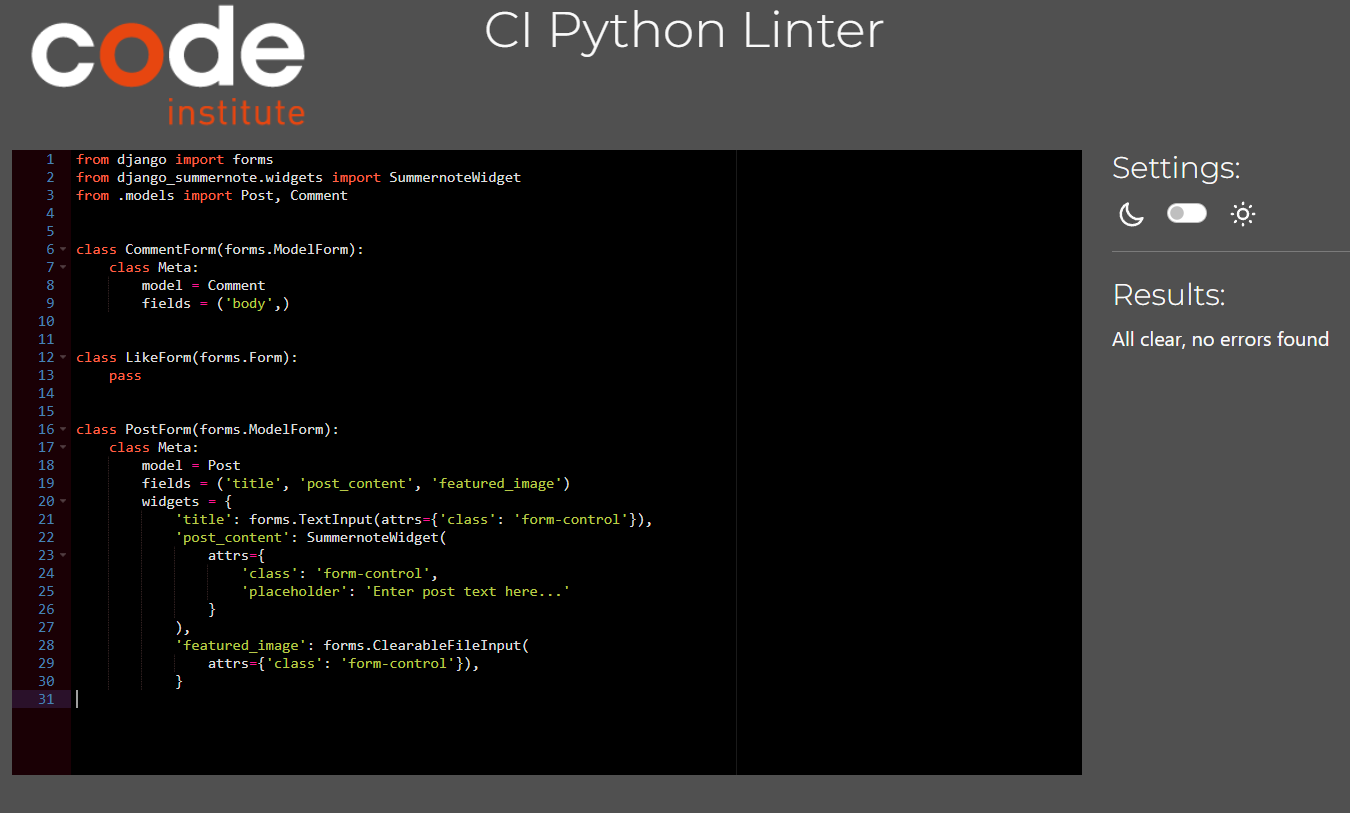 code
institute
CI Python Linter
1 from django import forms
2 from django_summernote.widgets import SummernoteWidget
3 from .models import Post, Comment
4
5
6 class CommentForm(forms.ModelForm):
7     class Meta:
8         model = Comment
9         fields = ('body',)
10
11
12 class LikeForm(forms.Form):
13     pass
14
15
16 class PostForm(forms.ModelForm):
17     class Meta:
18         model = Post
19         fields = ('title', 'post_content', 'featured_image')
20         widgets = {
21             'title': forms.TextInput(attrs={'class': 'form-control'}),
22             'post_content': SummernoteWidget(
23                 attrs={
24                     'class': 'form-control',
25                     'placeholder': 'Enter post text here...'
26                 }
27             ),
28             'featured_image': forms.ClearableFileInput(
29                 attrs={'class': 'form-control'}),
30             }
31
Settings:
Results:
All clear, no errors found